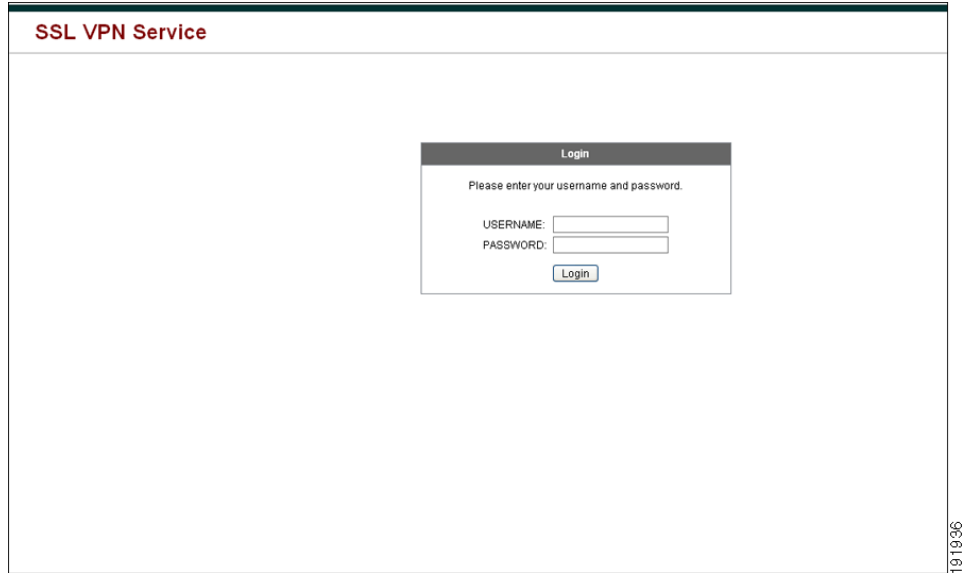 SSL VPN Service
Login
Please enter your username and password.
USERNAME:
PASSWORD:
Login
191936